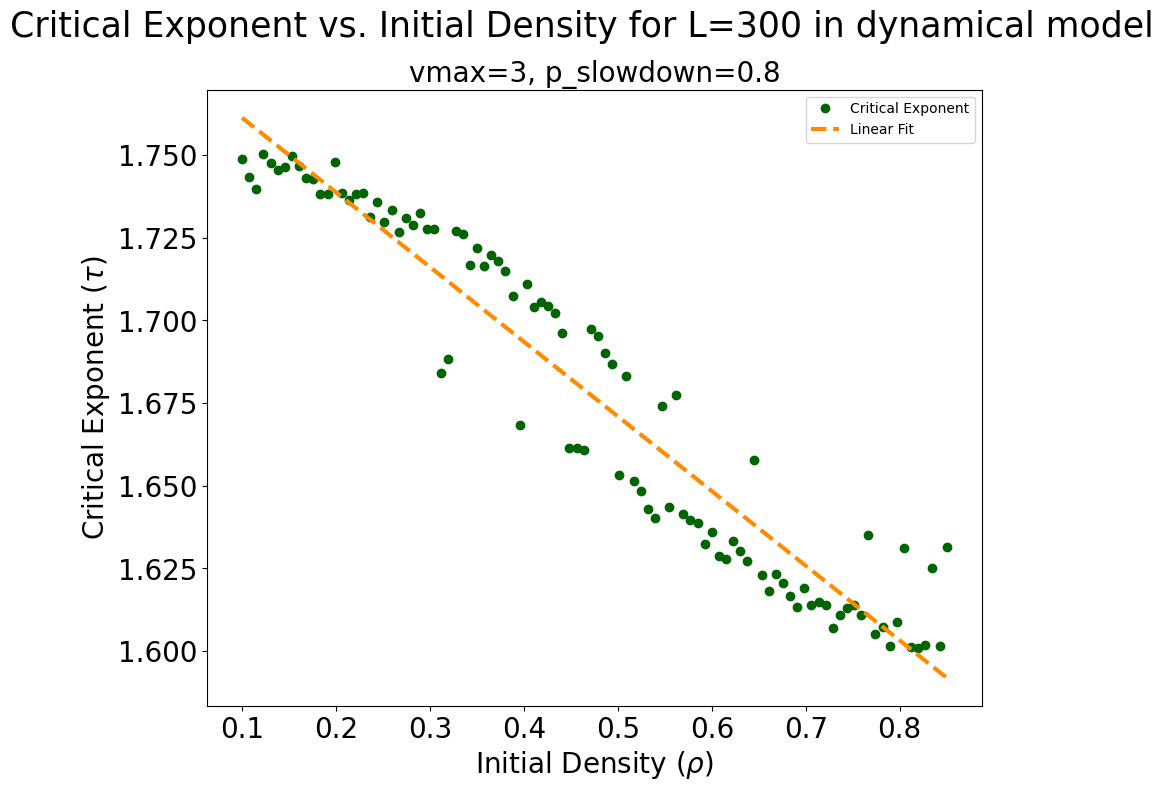 Critical Exponent vs. Initial Density for L=300 in dynamical model
vmax=3, p_slowdown=0.8
Critical Exponent
Linear Fit
1.750
1.725
1.700
1.675
1.650
1.625
1.600
Critical Exponent (τ)
0.1 0.2 0.3 0.4 0.5 0.6 0.7 0.8
Initial Density (ρ)